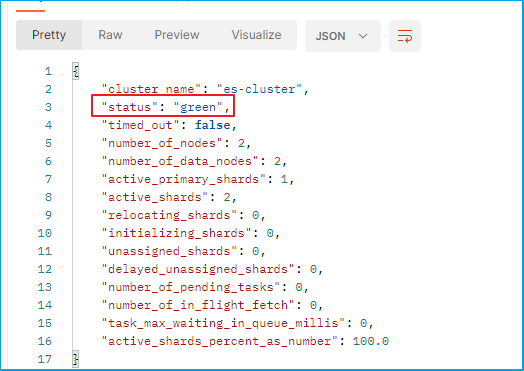 Pretty Raw Preview Visualize JSON
1 {
2 "cluster_name": "es-cluster",
3 "status": "green",
4 "timed_out": false,
5 "number_of_nodes": 2,
6 "number_of_data_nodes": 2,
7 "active_primary_shards": 1,
8 "active_shards": 2,
9 "relocating_shards": 0,
10 "initializing_shards": 0,
11 "unassigned_shards": 0,
12 "delayed_unassigned_shards": 0,
13 "number_of_pending_tasks": 0,
14 "number_of_in_flight_fetch": 0,
15 "task_max_waiting_in_queue_millis": 0,
16 "active_shards_percent_as_number": 100.0
17 }